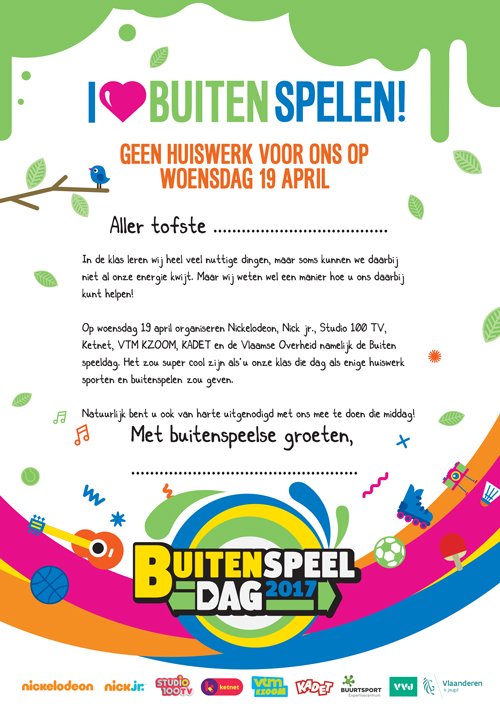 I ♥ BUITEN SPELEN!
GEEN HUISWERK VOOR ONS OP
WOENSDAG 19 APRIL
Aller tofste .....................................
In de klas leren wij heel veel nuttige dingen, maar soms kunnen we daarbij
niet al onze energie kwijt. Maar wij weten wel een manier hoe u ons daarbij
kunt helpen!
Op woensdag 19 april organiseren Nickelodeon, Nick jr., Studio 100 TV,
Ketnet, VTM KZOOM, KADET en de Vlaamse Overheid namelijk de Buiten
speeldag. Het zou super cool zijn als'u onze klas die dag als enige huiswerk
sporten en buitenspelen zou geven.
Natuurlijk bent u ook van harte uitgenodigd met ons mee te doen die middag!
Met buitenspeelse groeten,
................................................
BUITENSPEEL
DAG 2017
nickelodeon nick jr. STUDIO 100TV ketnet vtm KZOOM KADET BUURTSPORT Expertisecentrum VVJ Vlaanderen is jeugd